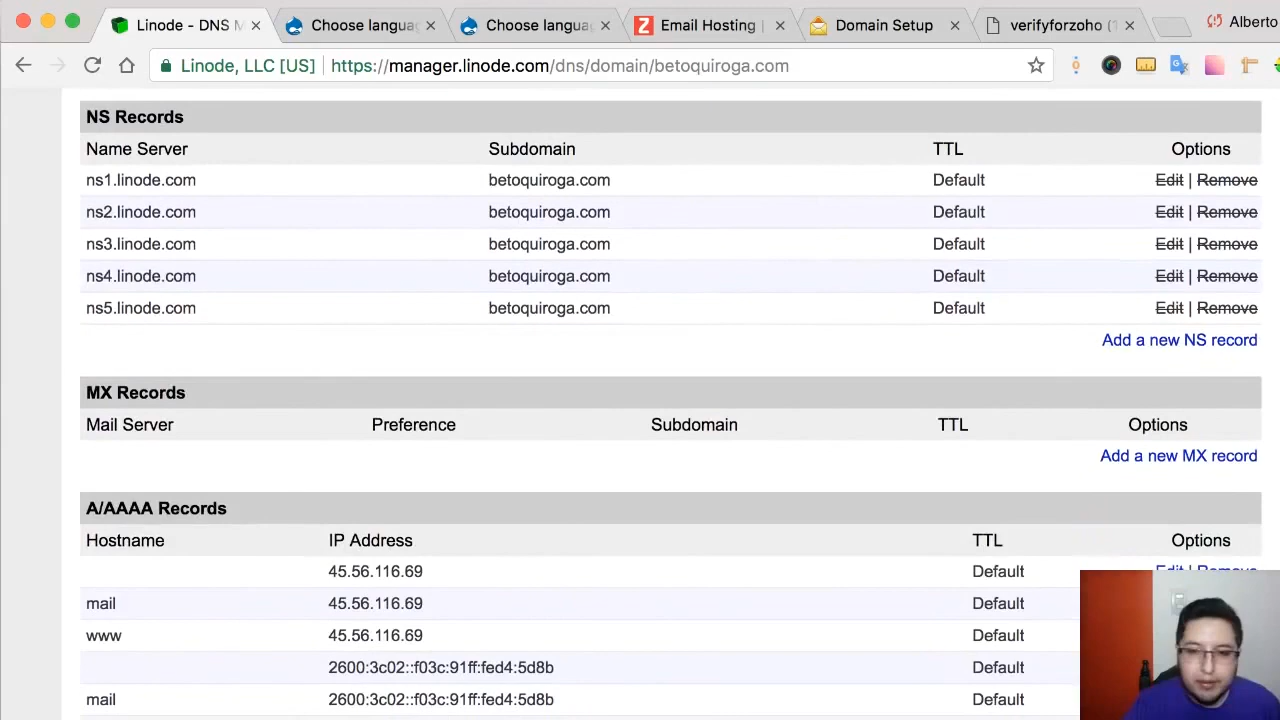 Linode - DNS M
Choose langua
Choose langua
Email Hosting |
Domain Setup
verifyforzoho (1
Alberto
Linode, LLC [US] | https://manager.linode.com/dns/domain/betoquiroga.com
NS Records
Name Server Subdomain TTL Options
ns1.linode.com betoquiroga.com Default Edit | Remove
ns2.linode.com betoquiroga.com Default Edit | Remove
ns3.linode.com betoquiroga.com Default Edit | Remove
ns4.linode.com betoquiroga.com Default Edit | Remove
ns5.linode.com betoquiroga.com Default Edit | Remove
Add a new NS record
MX Records
Mail Server Preference Subdomain TTL Options
Add a new MX record
A/AAAA Records
Hostname IP Address TTL Options
45.56.116.69 Default Edit | Remove
mail 45.56.116.69 Default
www 45.56.116.69 Default
2600:3c02::f03c:91ff:fed4:5d8b Default
mail 2600:3c02::f03c:91ff:fed4:5d8b Default